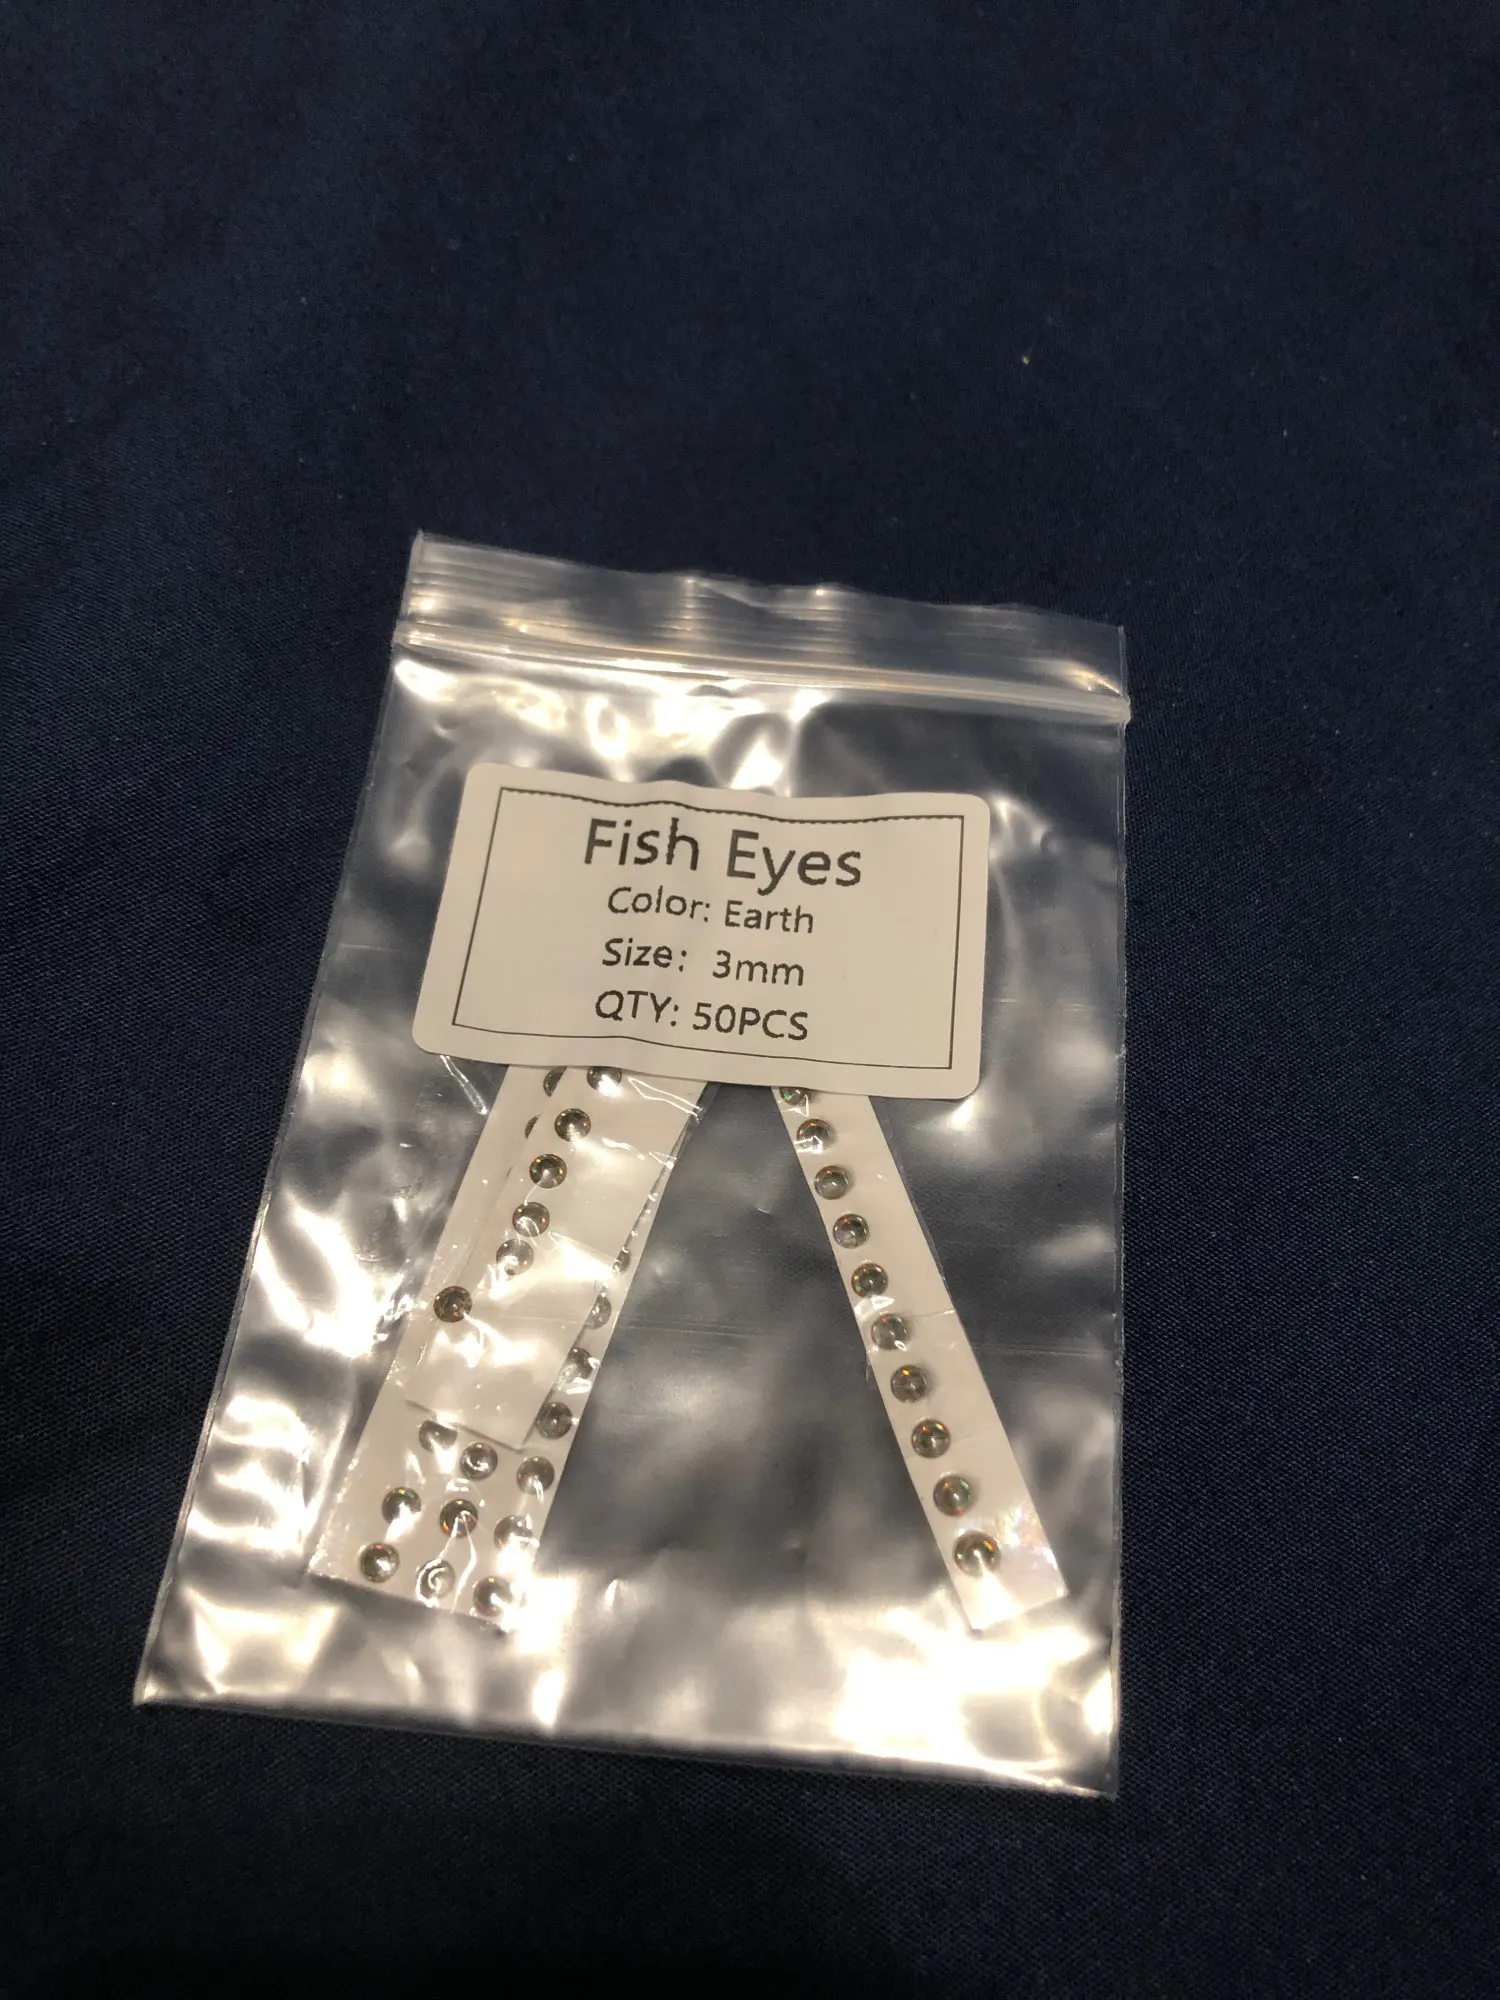 Fish Eyes
Color: Earth
Size: 3mm
QTY: 50PCS